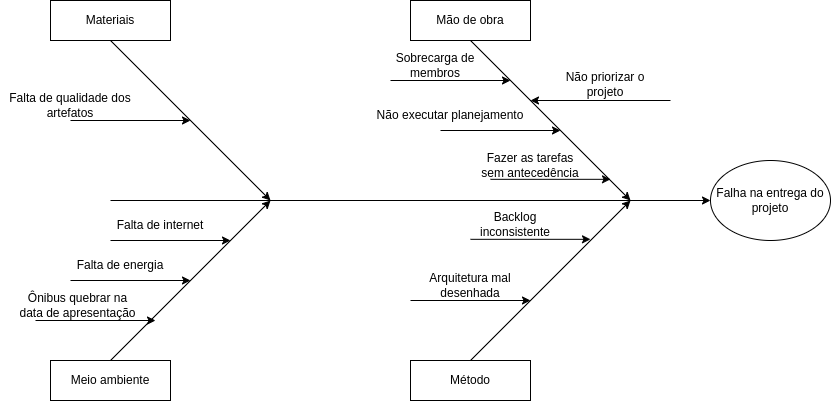 Materiais
Mão de obra
Sobrecarga de
membros
Não priorizar o
projeto
Falta de qualidade dos
artefatos
Não executar planejamento
Fazer as tarefas
sem antecedência
Falha na entrega do
projeto
Falta de internet
Backlog
inconsistente
Falta de energia
Arquitetura mal
desenhada
Ônibus quebrar na
data de apresentação
Meio ambiente
Método